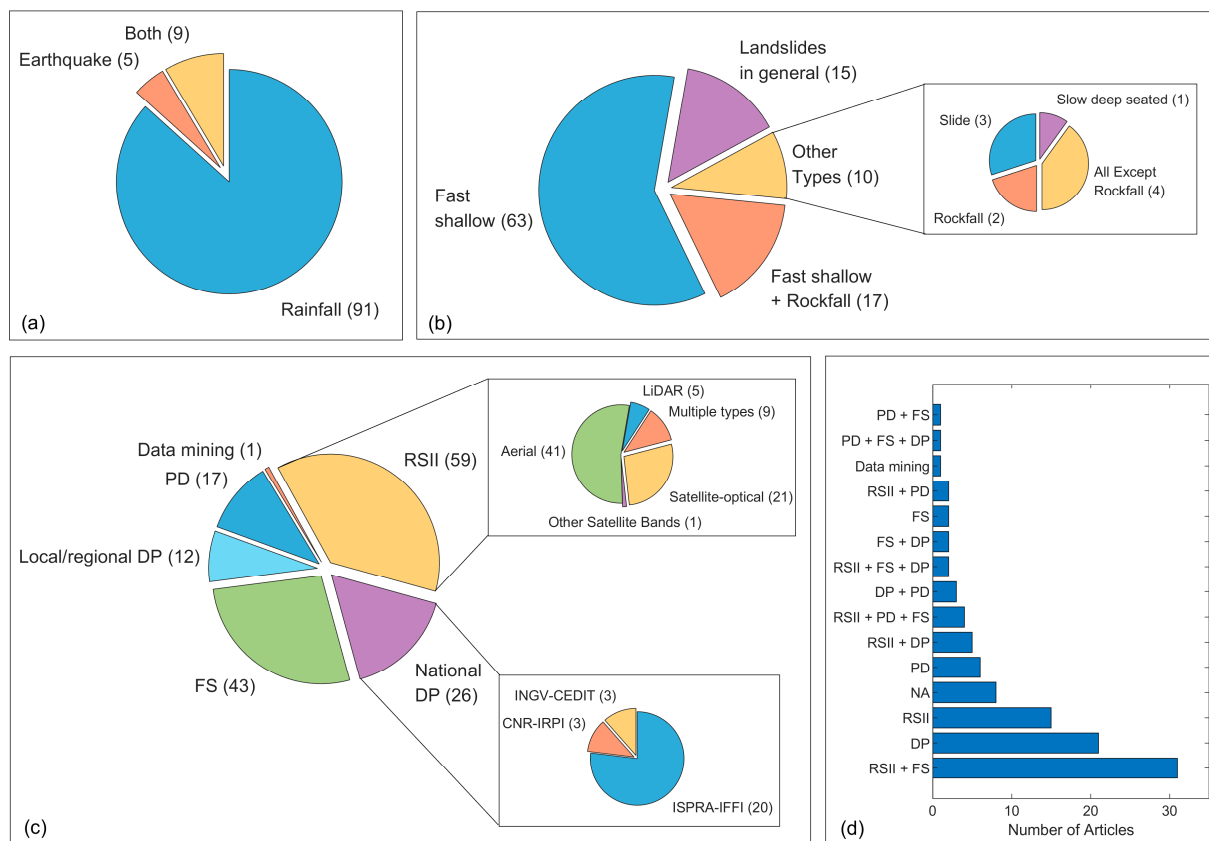 Both (9)
Earthquake (5)
Rainfall (91)
(a)
Landslides
in general (15)
Other
Types (10)
Fast
shallow (63)
Fast shallow
+ Rockfall (17)
Slow deep seated (1)
Slide (3)
All Except
Rockfall (4)
Rockfall (2)
(b)
Data mining (1)
RSII (59)
PD (17)
Local/regional DP (12)
FS (43)
National
DP (26)
LiDAR (5)
Multiple types (9)
Aerial (41)
Satellite-optical (21)
Other Satellite Bands (1)
INGV-CEDIT (3)
CNR-IRPI (3)
ISPRA-IFFI (20)
(c)
PD + FS
PD + FS + DP
Data mining
RSII + PD
FS
FS + DP
RSII + FS + DP
DP + PD
RSII + PD + FS
RSII + DP
PD
NA
RSII
DP
RSII + FS
0 10 20 30
Number of Articles
(d)